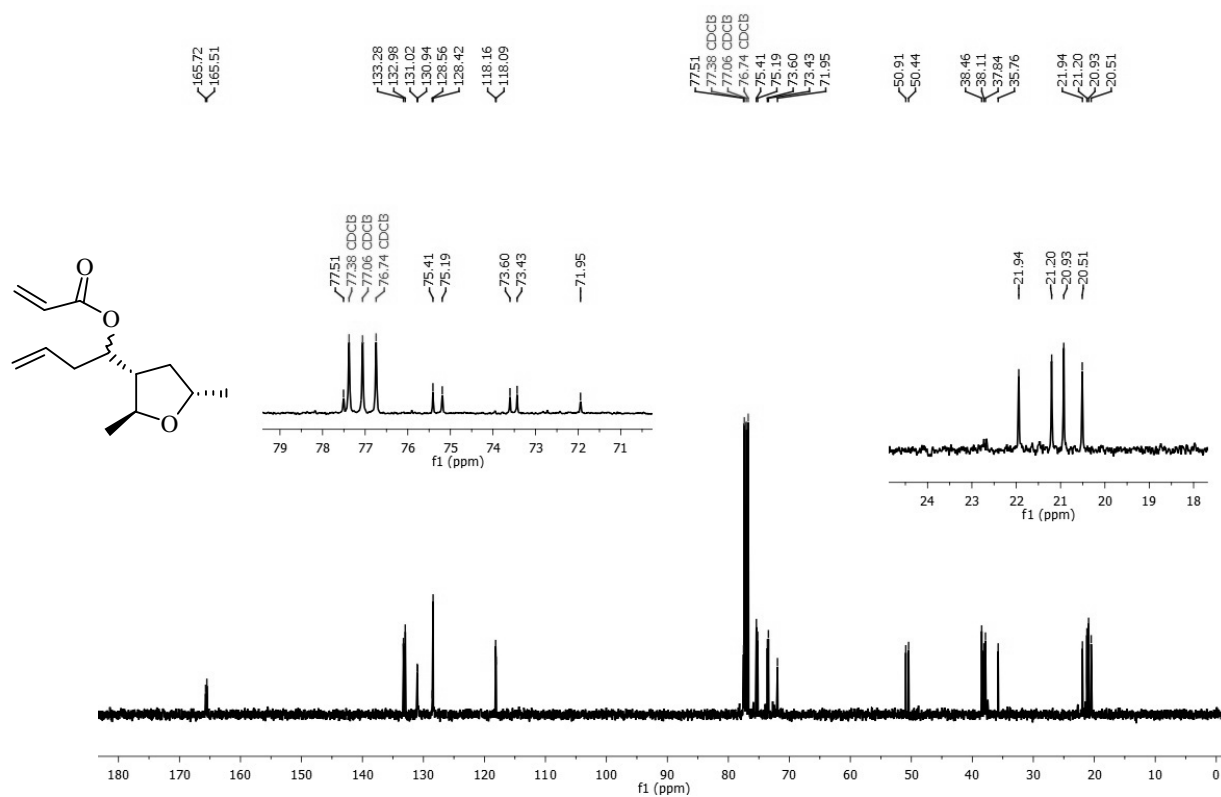 165.72
165.51
133.28
132.98
131.02
130.94
128.56
128.42
118.16
118.09
77.51
77.38 CDCl3
77.06 CDCl3
76.74 CDCl3
75.41
75.19
73.60
73.43
71.95
50.91
50.44
38.46
38.11
37.84
35.76
21.94
21.20
20.93
20.51
77.51
77.38 CDCl3
77.06 CDCl3
76.74 CDCl3
75.41
75.19
73.60
73.43
71.95
21.94
21.20
20.93
20.51
O
O
O
79 78 77 76 75 74 73 72 71
f1 (ppm)
24 23 22 21 20 19 18
f1 (ppm)
180 170 160 150 140 130 120 110 100 90 80 70 60 50 40 30 20 10 0
f1 (ppm)